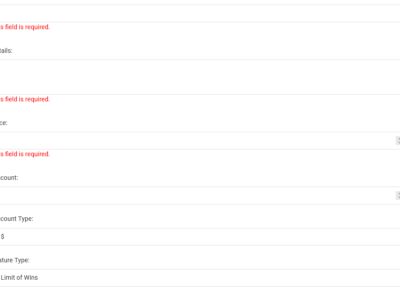 s field is required.
ails:
s field is required.
ce:
s field is required.
count:
count Type:
$
ature Type:
Limit of Wins